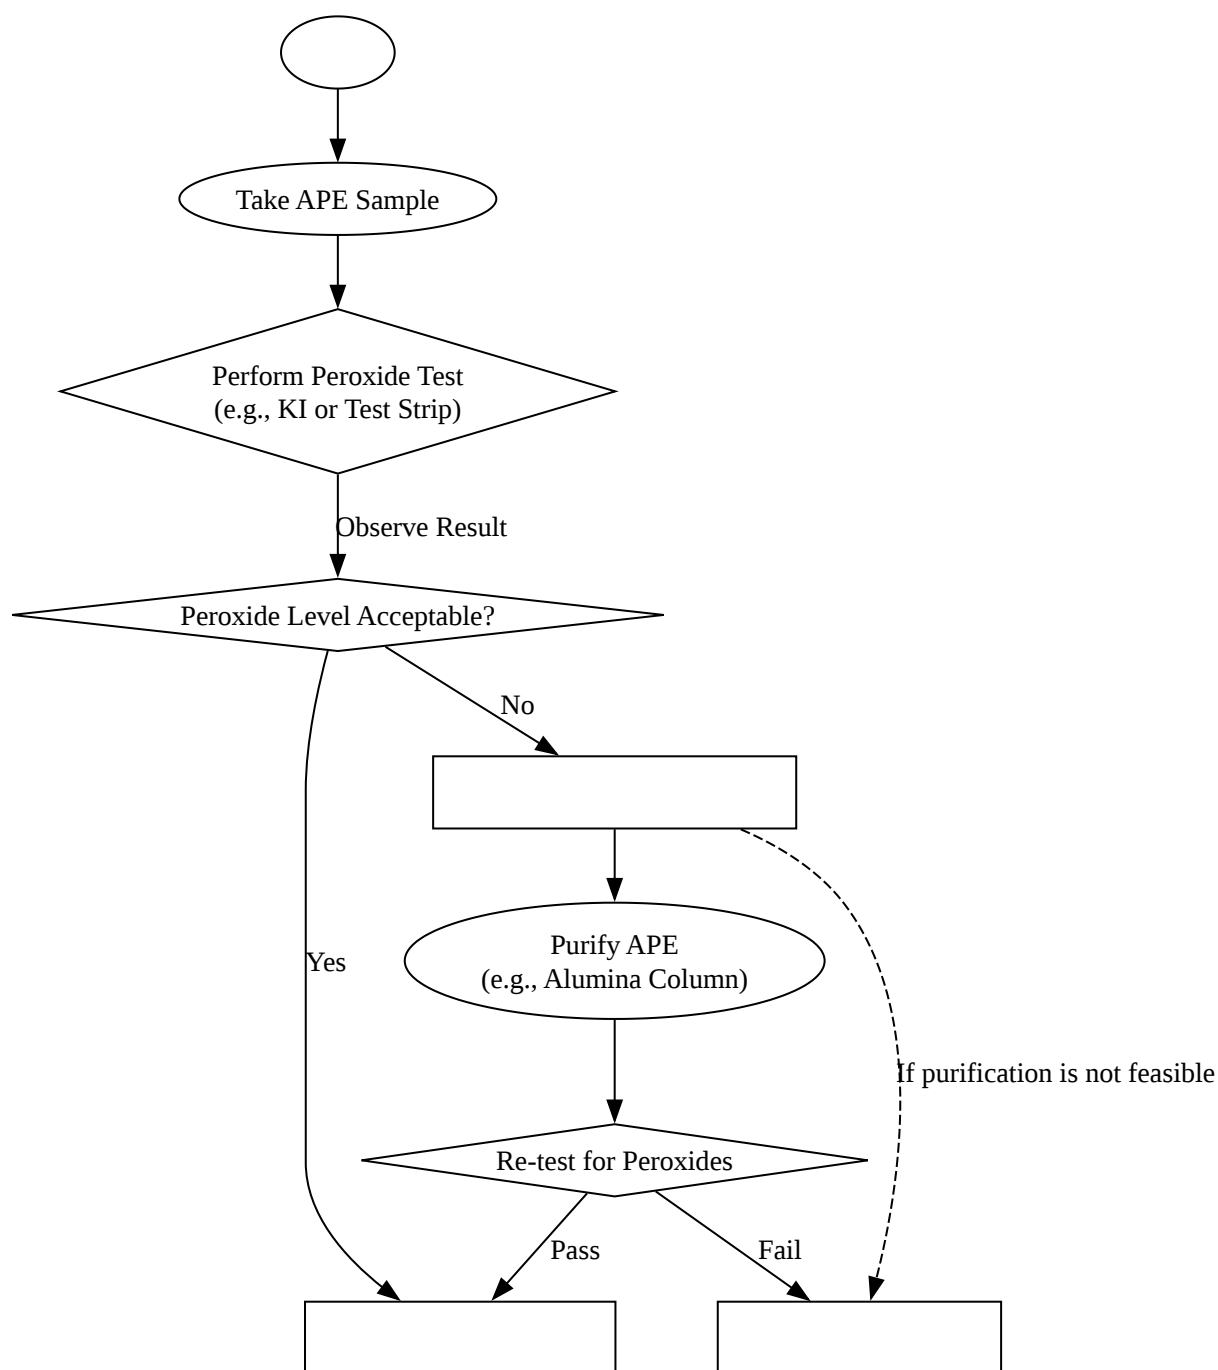 Take APE Sample
Perform Peroxide Test
(e.g., KI or Test Strip)
Observe Result
Peroxide Level Acceptable?
No
Yes
Purify APE
(e.g., Alumina Column)
If purification is not feasible
Re-test for Peroxides
Pass
Fail